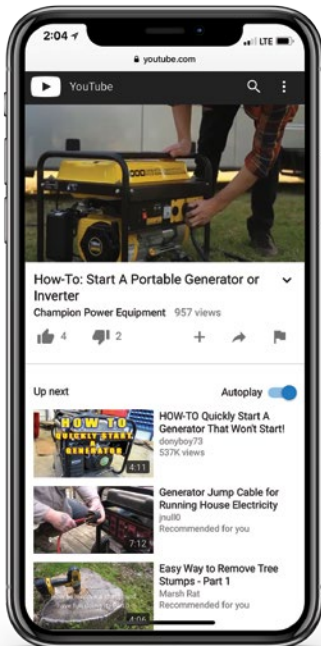 2:04
LTE
youtube.com
YouTube
How-To: Start A Portable Generator or
Inverter
Champion Power Equipment 957 views
4 2
Up next Autoplay
HOW TO
QUICKLY START
A
GENERATOR
4:11
HOW-TO Quickly Start A
Generator That Won't Start!
donyboy73
537K views
7:12
Generator Jump Cable for
Running House Electricity
jnull0
Recommended for you
4:06
Easy Way to Remove Tree
Stumps - Part 1
Marsh Rat
Recommended for you